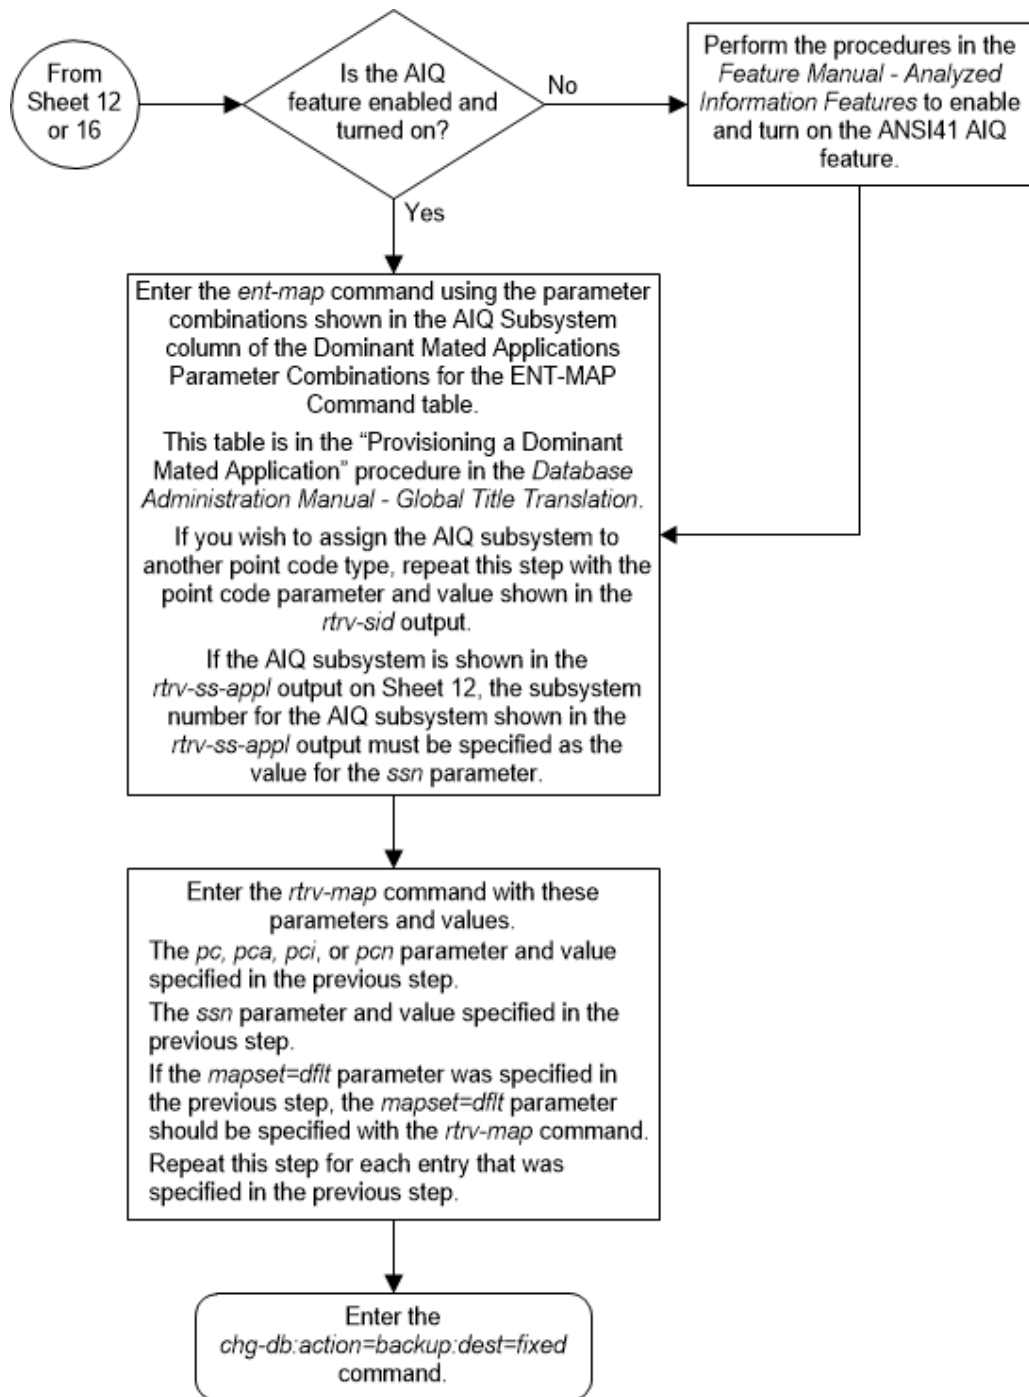 From
Sheet 12
or 16
Is the AIQ
feature enabled and
turned on?
No
Perform the procedures in the
Feature Manual - Analyzed
Information Features to enable
and turn on the ANSI41 AIQ
feature.
Yes
Enter the ent-map command using the parameter
combinations shown in the AIQ Subsystem
column of the Dominant Mated Applications
Parameter Combinations for the ENT-MAP
Command table.
This table is in the “Provisioning a Dominant
Mated Application” procedure in the Database
Administration Manual - Global Title Translation.
If you wish to assign the AIQ subsystem to
another point code type, repeat this step with the
point code parameter and value shown in the
rtrv-sid output.
If the AIQ subsystem is shown in the
rtrv-ss-appl output on Sheet 12, the subsystem
number for the AIQ subsystem shown in the
rtrv-ss-appl output must be specified as the
value for the ssn parameter.
Enter the rtrv-map command with these
parameters and values.
The pc, pca, pci, or pcn parameter and value
specified in the previous step.
The ssn parameter and value specified in the
previous step.
If the mapset=dflt parameter was specified in
the previous step, the mapset=dflt parameter
should be specified with the rtrv-map command.
Repeat this step for each entry that was
specified in the previous step.
Enter the
chg-db:action=backup:dest=fixed
command.